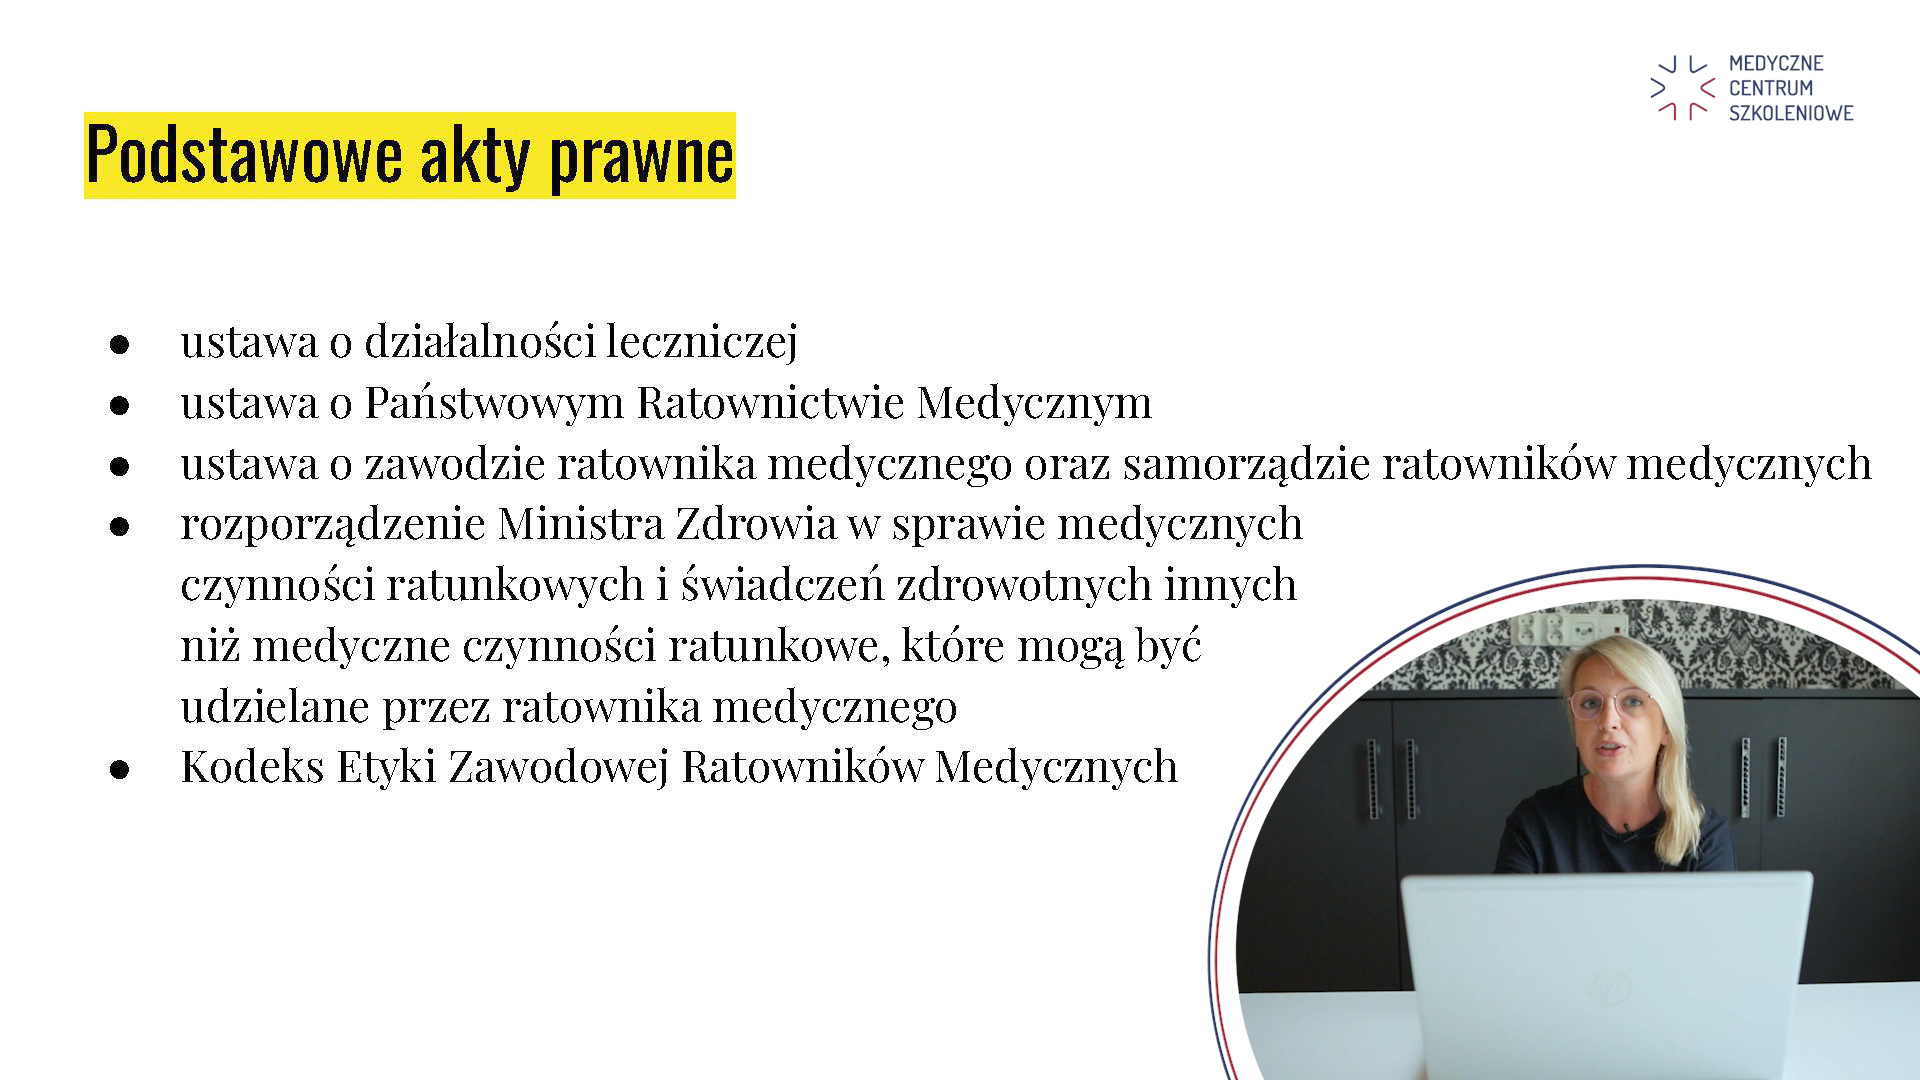 MEDYCZNE
CENTRUM
SZKOLENIOWE
Podstawowe akty prawne
● ustawa o działalności leczniczej
● ustawa o Państwowym Ratownictwie Medycznym
● ustawa o zawodzie ratownika medycznego oraz samorządzie ratowników medycznych
● rozporządzenie Ministra Zdrowia w sprawie medycznych
czynności ratunkowych i świadczeń zdrowotnych innych
niż medyczne czynności ratunkowe, które mogą być
udzielane przez ratownika medycznego
● Kodeks Etyki Zawodowej Ratowników Medycznych
hp